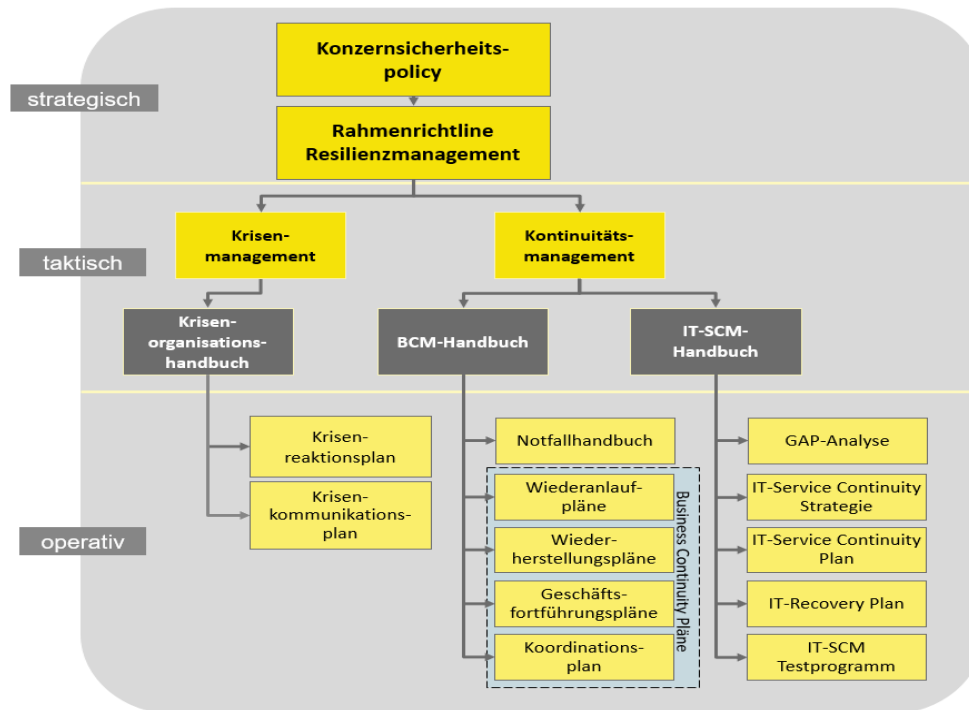 Konzernsicherheits-
policy
strategisch
Rahmenrichtline
Resilienzmanagement
Krisen-
management
Kontinuitäts-
management
taktisch
Krisen-
organisations-
handbuch
BCM-Handbuch
IT-SCM-
Handbuch
Krisen-
reaktionsplan
Krisen-
kommunikations-
plan
operativ
Notfallhandbuch
Wiederanlauf-
pläne
Wieder-
herstellungspläne
Geschäfts-
fortführungspläne
Koordinations-
plan
Business Continuity Pläne
GAP-Analyse
IT-Service Continuity
Strategie
IT-Service Continuity
Plan
IT-Recovery Plan
IT-SCM
Testprogramm